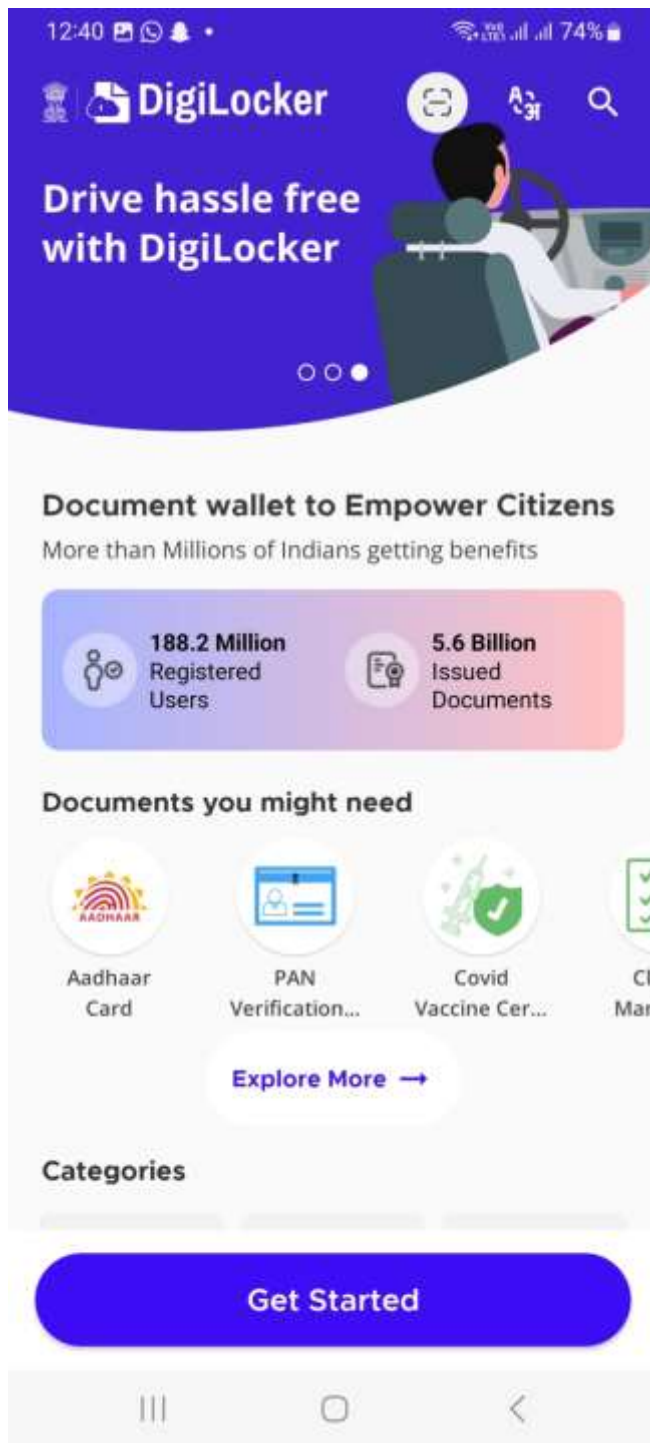 12:40
74%
DigiLocker
Drive hassle free
with DigiLocker
Document wallet to Empower Citizens
More than Millions of Indians getting benefits
188.2 Million
Registered
Users
5.6 Billion
Issued
Documents
Documents you might need
AADHAAR
Aadhaar
Card
PAN
Verification...
Covid
Vaccine Cer...
Mar
Explore More →
Categories
Get Started